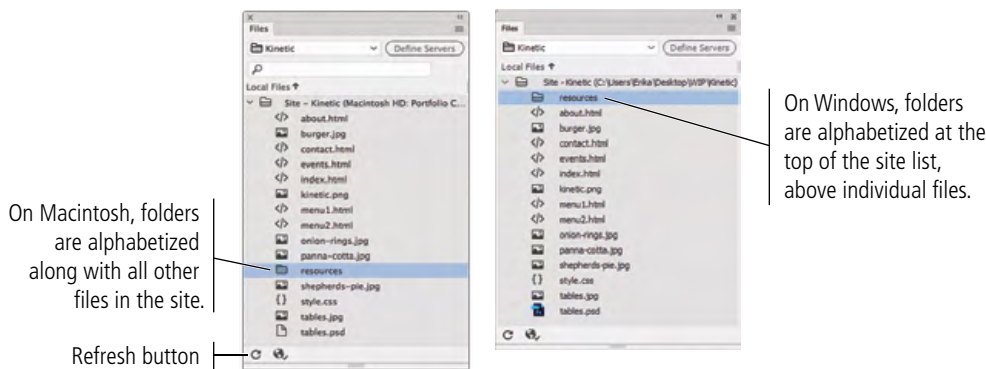 Files
Kinetic
Define Servers
Local Files ↑
Site – Kinetic (Macintosh HD: Portfolio C...
about.html
burger.jpg
contact.html
events.html
index.html
kinetic.png
menu1.html
menu2.html
onion-rings.jpg
panna-cotta.jpg
resources
shepherds-pie.jpg
style.css
tables.jpg
tables.psd
On Macintosh, folders
are alphabetized
along with all other
files in the site.
Refresh button
Files
Kinetic
Define Servers
Local Files ↑
Site - Kinetic (C:\Users\Erika\Desktop\WIP\Kinetic)
resources
about.html
burger.jpg
contact.html
events.html
index.html
kinetic.png
menu1.html
menu2.html
onion-rings.jpg
panna-cotta.jpg
shepherds-pie.jpg
style.css
tables.jpg
tables.psd
On Windows, folders
are alphabetized at the
top of the site list,
above individual files.